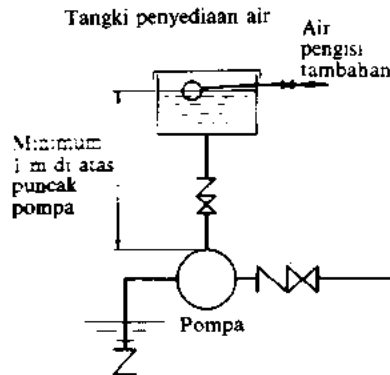 Tangki penyediaan air
Air
pengisi
tambahan
Minimum
1 m di atas
puncak
pompa
Pompa